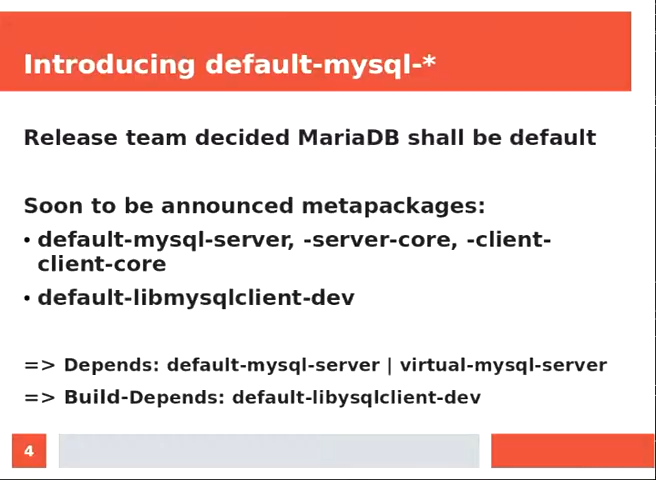 Introducing default-mysql-*
Release team decided MariaDB shall be default
Soon to be announced metapackages:
• default-mysql-server, -server-core, -client-
client-core
• default-libmysqlclient-dev
=> Depends: default-mysql-server | virtual-mysql-server
=> Build-Depends: default-libysqlclient-dev
4